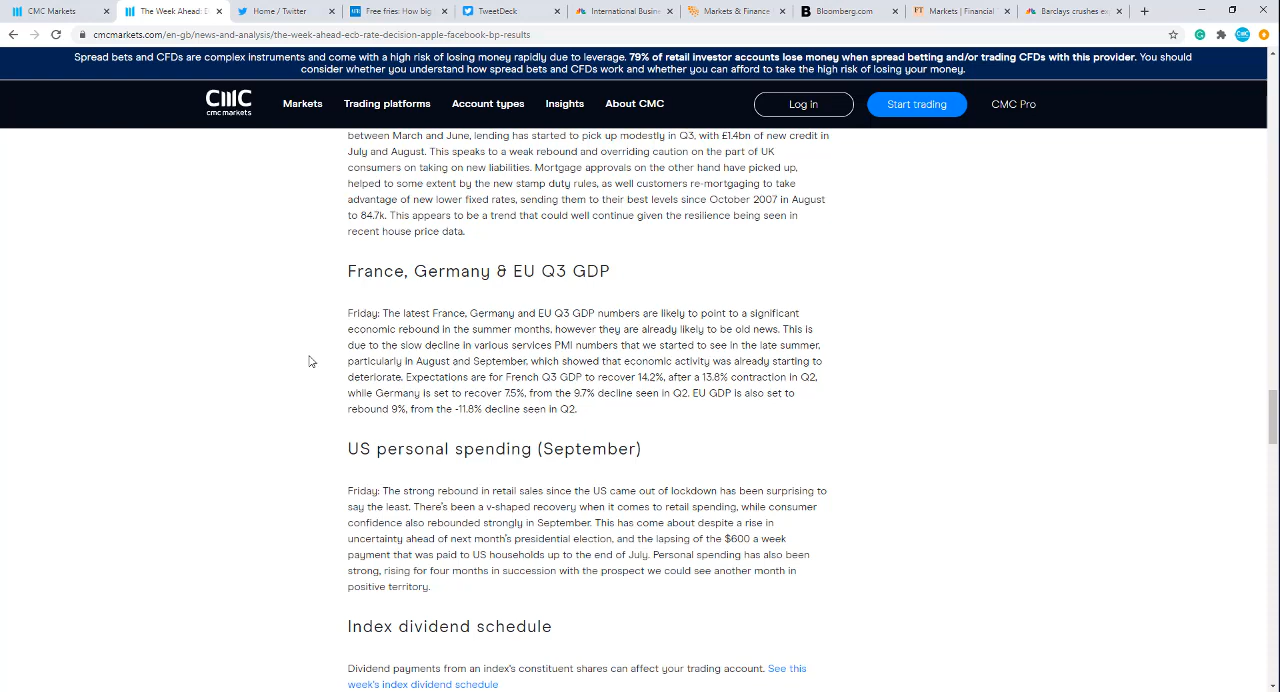 CMC Markets
The Week Ahead: E
Home / Twitter
Free fries: How big
TweetDeck
International Busin
Markets & Finance
Bloomberg.com
Markets | Financial
Barclays crushes ex
cmcmarkets.com/en-gb/news-and-analysis/the-week-ahead-ecb-rate-decision-apple-facebook-bp-results
Spread bets and CFDs are complex instruments and come with a high risk of losing money rapidly due to leverage. 79% of retail investor accounts lose money when spread betting and/or trading CFDs with this provider. You should
consider whether you understand how spread bets and CFDs work and whether you can afford to take the high risk of losing your money.
CMC
cmc markets
Markets
Trading platforms
Account types
Insights
About CMC
Log in
Start trading
CMC Pro
between March and June, lending has started to pick up modestly in Q3, with £1.4bn of new credit in
July and August. This speaks to a weak rebound and overriding caution on the part of UK
consumers on taking on new liabilities. Mortgage approvals on the other hand have picked up,
helped to some extent by the new stamp duty rules, as well customers re-mortgaging to take
advantage of new lower fixed rates, sending them to their best levels since October 2007 in August
to 84.7k. This appears to be a trend that could well continue given the resilience being seen in
recent house price data.
France, Germany & EU Q3 GDP
Friday: The latest France, Germany and EU Q3 GDP numbers are likely to point to a significant
economic rebound in the summer months, however they are already likely to be old news. This is
due to the slow decline in various services PMI numbers that we started to see in the late summer,
particularly in August and September, which showed that economic activity was already starting to
deteriorate. Expectations are for French Q3 GDP to recover 14.2%, after a 13.8% contraction in Q2,
while Germany is set to recover 7.5%, from the 9.7% decline seen in Q2. EU GDP is also set to
rebound 9%, from the -11.8% decline seen in Q2.
US personal spending (September)
Friday: The strong rebound in retail sales since the US came out of lockdown has been surprising to
say the least. There's been a v-shaped recovery when it comes to retail spending, while consumer
confidence also rebounded strongly in September. This has come about despite a rise in
uncertainty ahead of next month's presidential election, and the lapsing of the $600 a week
payment that was paid to US households up to the end of July. Personal spending has also been
strong, rising for four months in succession with the prospect we could see another month in
positive territory.
Index dividend schedule
Dividend payments from an index's constituent shares can affect your trading account. See this
week's index dividend schedule